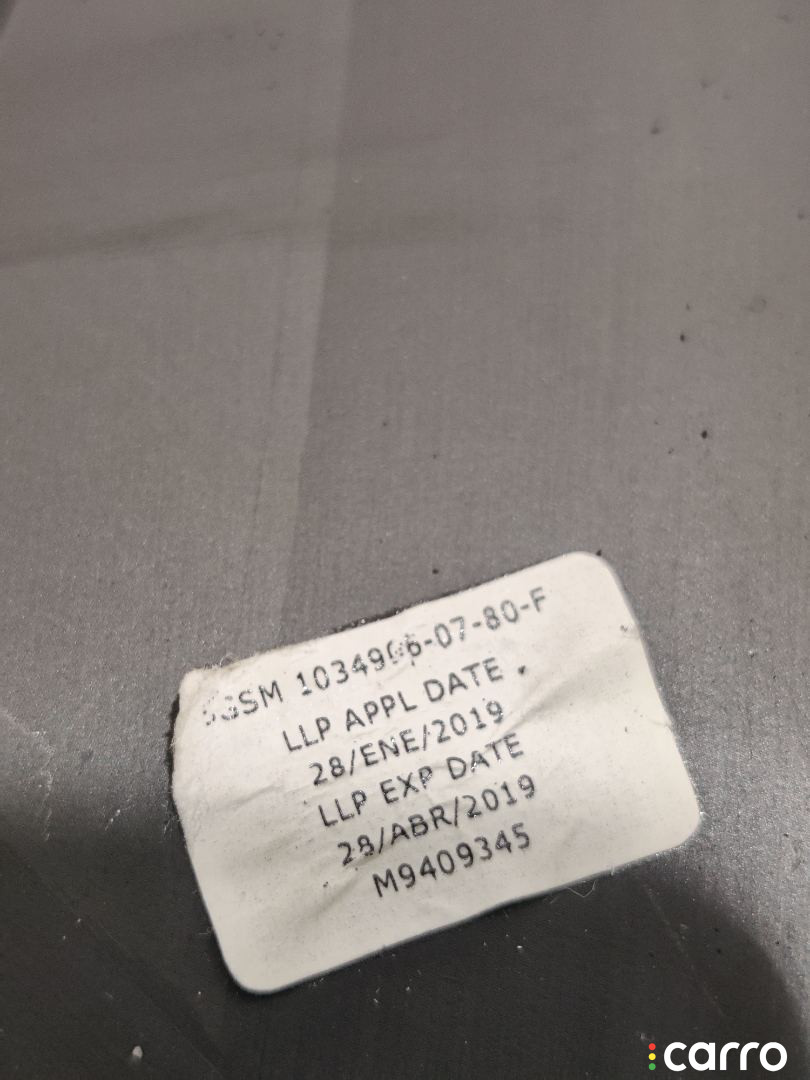 LLP APPL DATE
28/ENE/2019
LLP EXP DATE
28/ABR/2019
M9409345
carro